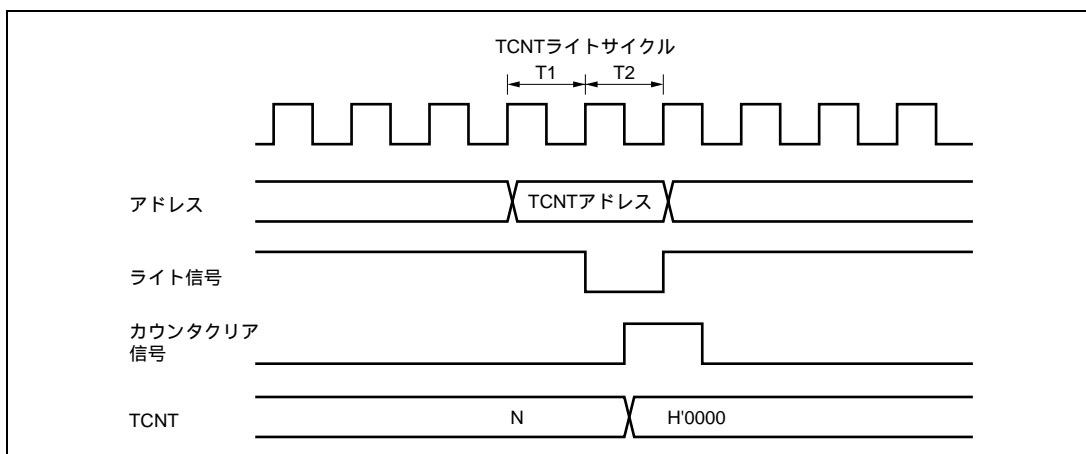 TCNTライトサイクル
T1 T2
アドレス
TCNTアドレス
ライト信号
カウンタクリア
信号
TCNT
N
H'0000